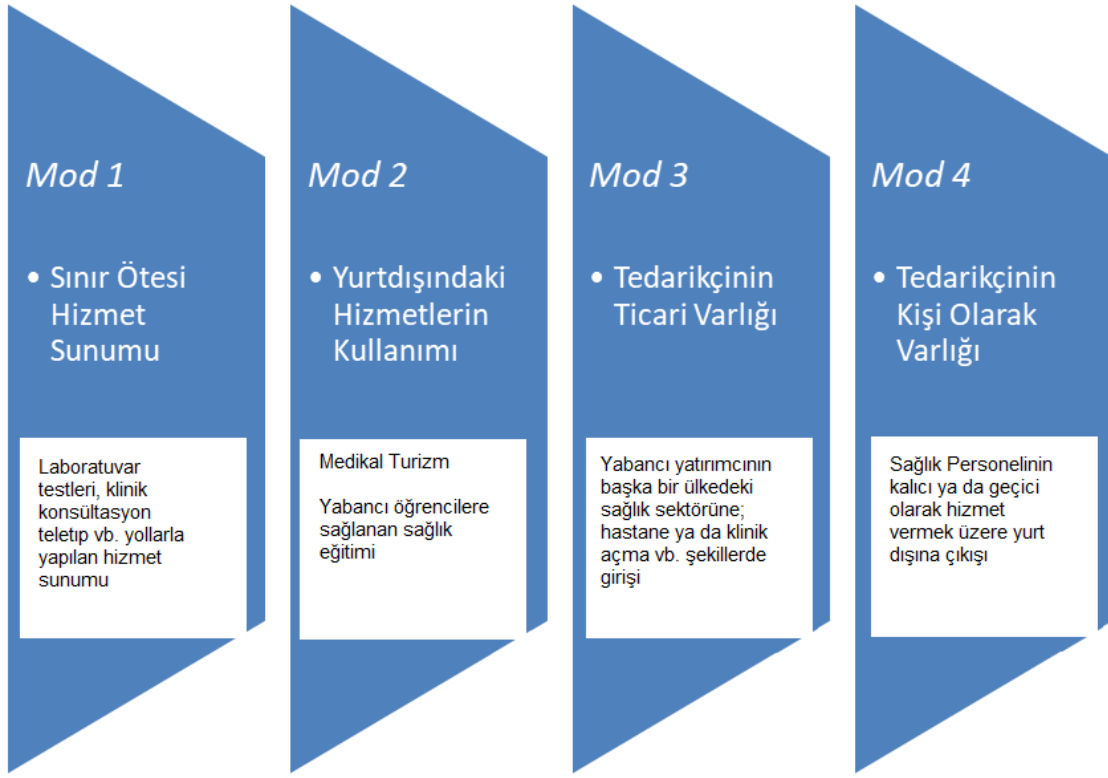 Mod 1
• Sınır Ötesi
Hizmet
Sunumu
Laboratuvar
testleri, klinik
konsültasyon
teletıp vb. yollarla
yapılan hizmet
sunumu
Mod 2
• Yurtdışındaki
Hizmetlerin
Kullanımı
Medikal Turizm
Yabancı öğrencilere
sağlanan sağlık
eğitimi
Mod 3
• Tedarikçinin
Ticari Varlığı
Yabancı yatırımcının
başka bir ülkedeki
sağlık sektörüne;
hastane ya da klinik
açma vb. şekillerde
girişi
Mod 4
• Tedarikçinin
Kişi Olarak
Varlığı
Sağlık Personelinin
kalıcı ya da geçici
olarak hizmet
vermek üzere yurt
dışına çıkışı